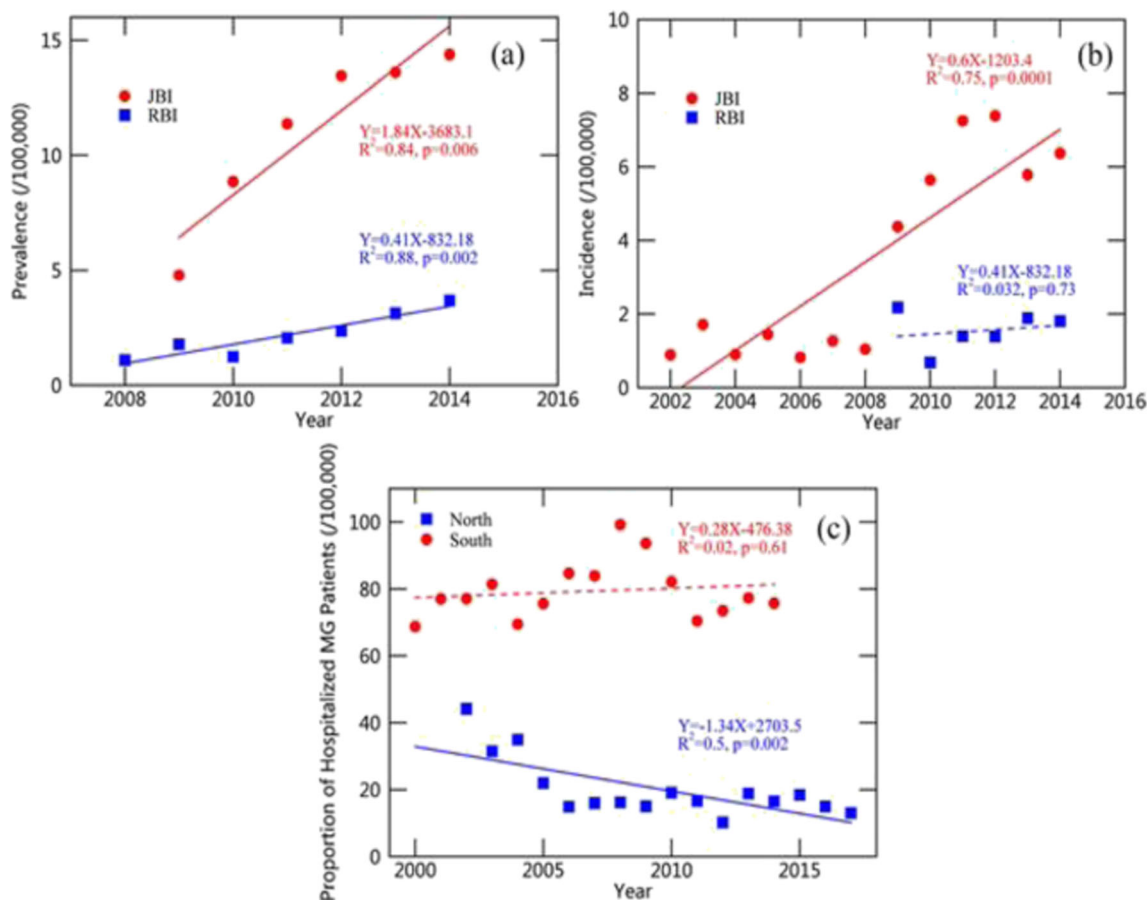 (a)
15
10
5
0
Prevalence (/100,000)
JBI
RBI
Y=1.84X-3683.1
R²=0.84, p=0.006
Y=0.41X-832.18
R²=0.88, p=0.002
2008 2010 2012 2014 2016
Year
(b)
10
8
6
4
2
0
Incidence (/100,000)
JBI
RBI
Y=0.6X-1203.4
R²=0.75, p=0.0001
Y=0.41X-832.18
R²=0.032, p=0.73
2002 2004 2006 2008 2010 2012 2014 2016
Year
(c)
100
80
60
40
20
0
Proportion of Hospitalized MG Patients (/100,000)
North
South
Y=0.28X-476.38
R²=0.02, p=0.61
Y=-1.34X+2703.5
R²=0.5, p=0.002
2000 2005 2010 2015
Year